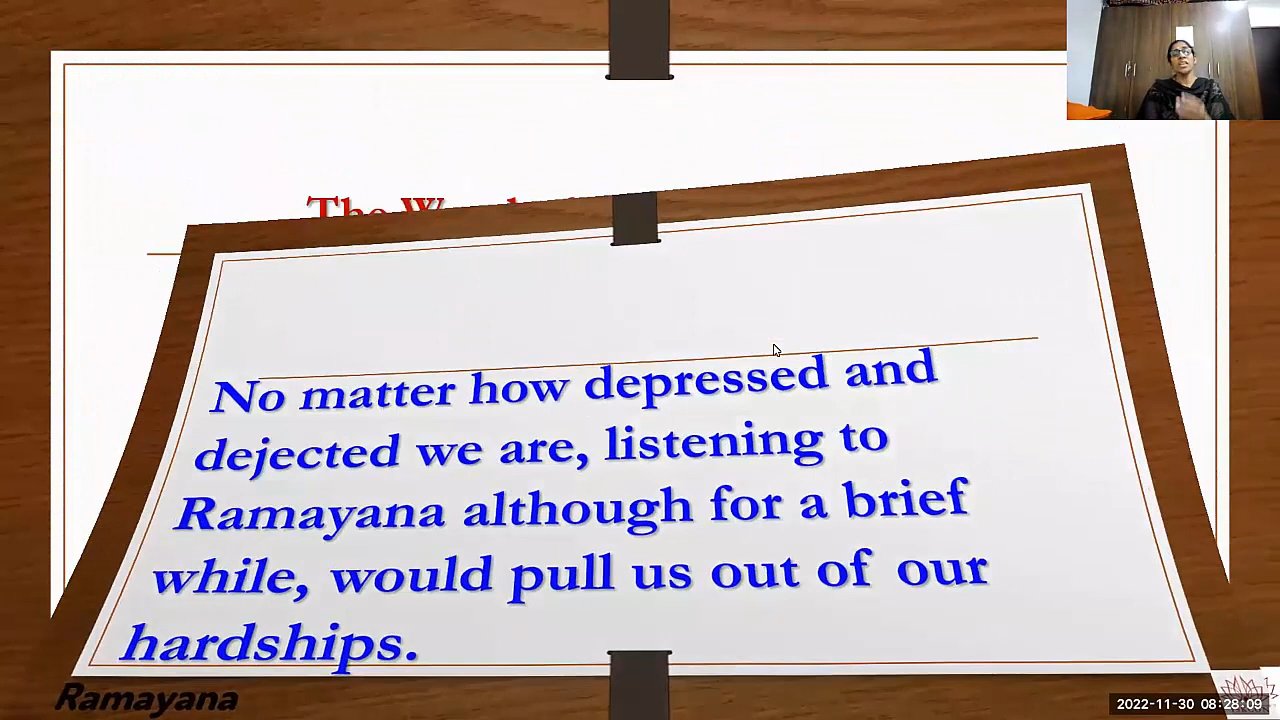 The
No matter how depressed and
dejected we are, listening to
Ramayana although for a brief
while, would pull us out of our
hardships.
Ramayana
2022-11-30 08:28:09